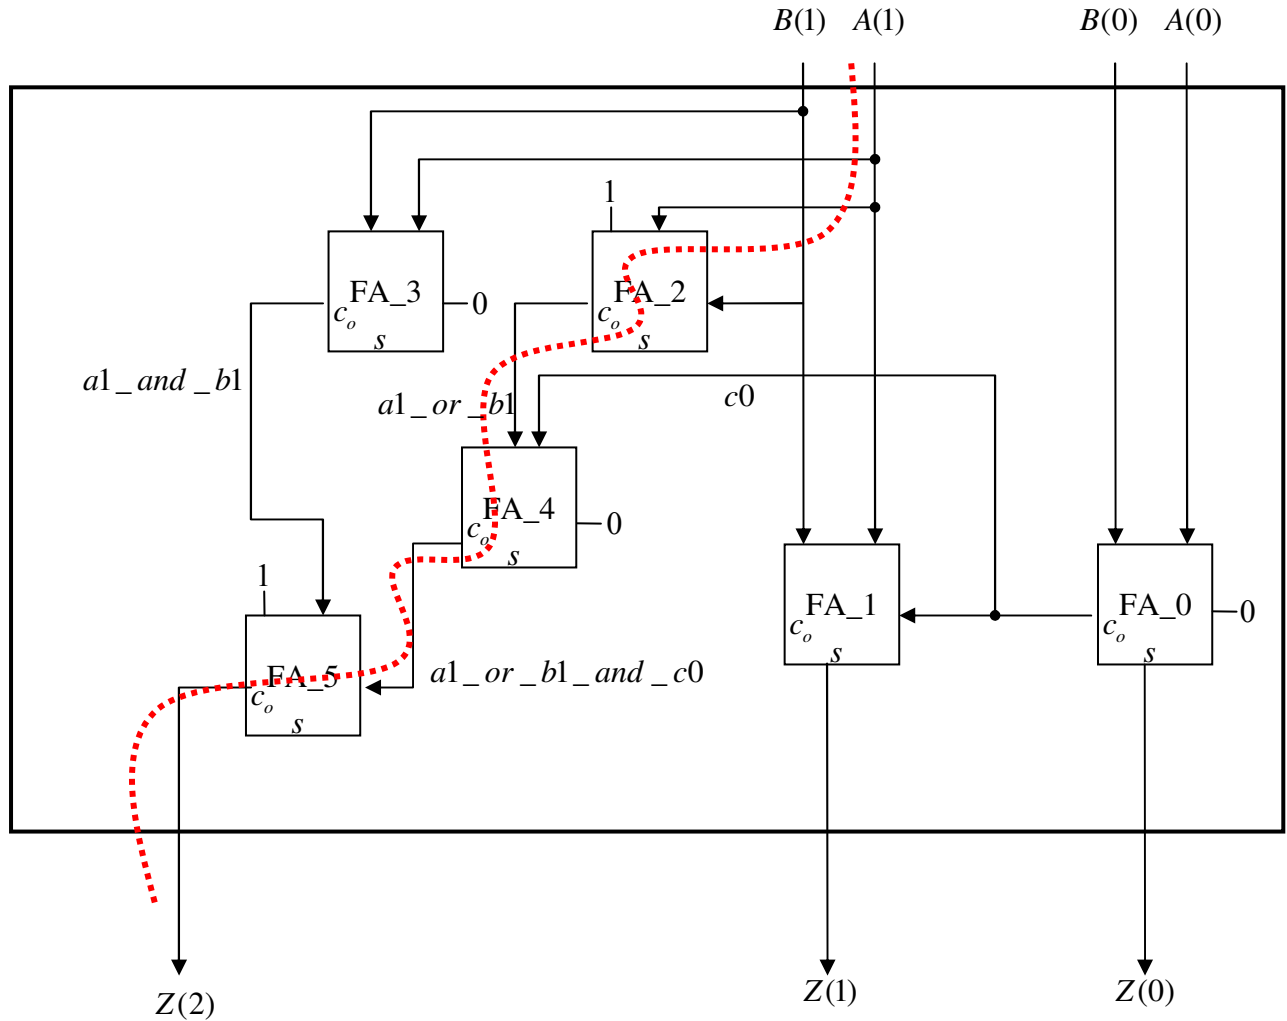 B(1) A(1) B(0) A(0)
1
FA_3 0 FA_2
c_o c_o
s s
a1_and_b1 a1_or_b1 c0
FA_4 0
c_o
s
1
FA_1 FA_0 0
c_o c_o
s s
FA_5 a1_or_b1_and_c0
c_o
s
Z(2) Z(1) Z(0)